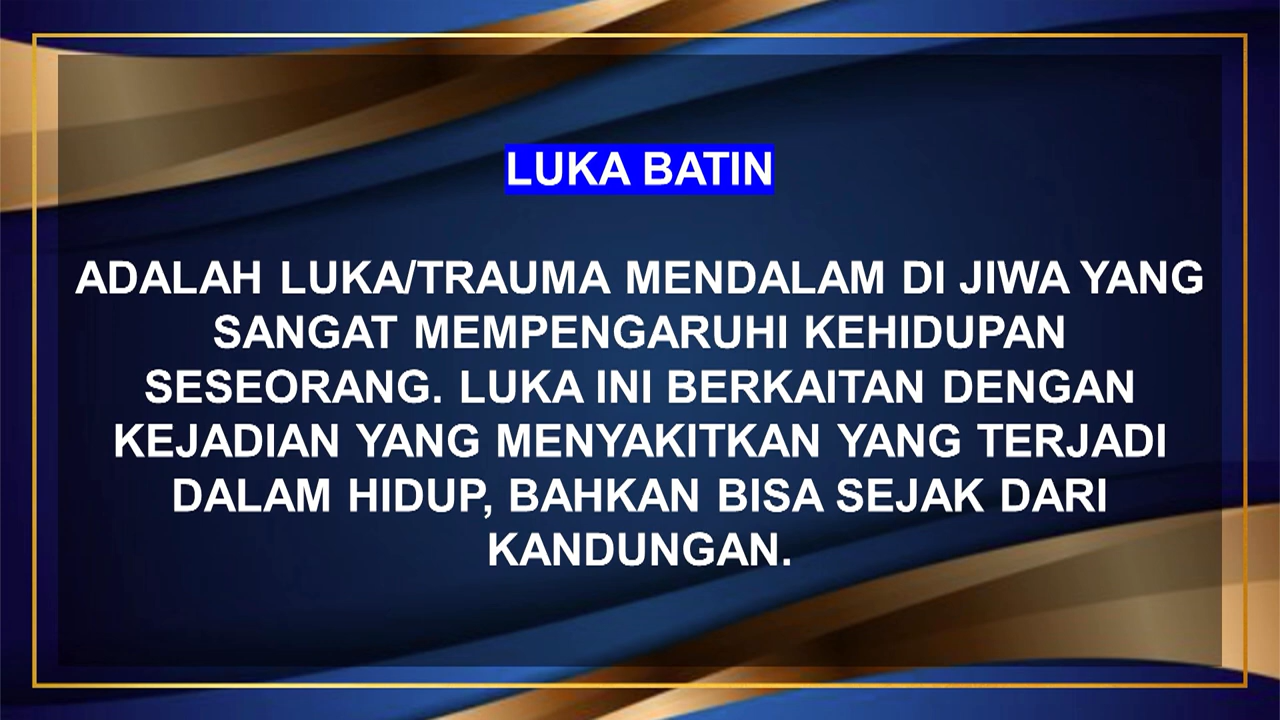 LUKA BATIN
ADALAH LUKA/TRAUMA MENDALAM DI JIWA YANG
SANGAT MEMPENGARUHI KEHIDUPAN
SESEORANG. LUKA INI BERKAITAN DENGAN
KEJADIAN YANG MENYAKITKAN YANG TERJADI
DALAM HIDUP, BAHKAN BISA SEJAK DARI
KANDUNGAN.